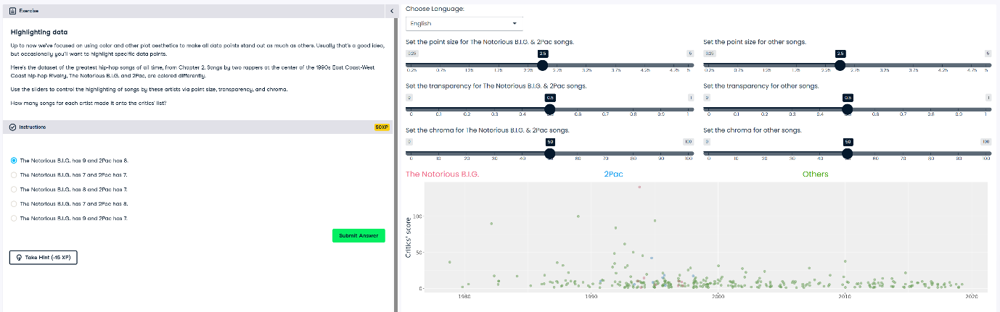 Exercise
Highlighting data
Up to now we've focused on using color and other plot aesthetics to make all data points stand out as much as others. Usually that's a good idea,
but occasionally you'll want to highlight specific data points.
Here's the dataset of the greatest hip-hop songs of all time, from Chapter 2. Songs by two rappers at the center of the 1990s East Coast-West
Coast hip-hop Rivalry, The Notorious B.I.G. and 2Pac, are colored differently.
Use the sliders to control the highlighting of songs by these artists via point size, transparency, and chroma.
How many songs for each artist made it onto the critics' list?
Instructions
50XP
The Notorious B.I.G. has 9 and 2Pac has 8.
The Notorious B.I.G. has 7 and 2Pac has 7.
The Notorious B.I.G. has 8 and 2Pac has 7.
The Notorious B.I.G. has 7 and 2Pac has 8.
The Notorious B.I.G. has 9 and 2Pac has 7.
Submit Answer
Take Hint (-15 XP)
Choose Language:
English
Set the point size for The Notorious B.I.G. & 2Pac songs.
0.25 2.5 5
0.25 0.75 1.25 1.75 2.25 2.75 3.25 3.75 4.25 4.75 5
Set the point size for other songs.
0.25 2.5 5
0.25 0.75 1.25 1.75 2.25 2.75 3.25 3.75 4.25 4.75 5
Set the transparency for The Notorious B.I.G. & 2Pac songs.
0 0.5 1
0 0.1 0.2 0.3 0.4 0.5 0.6 0.7 0.8 0.9 1
Set the transparency for other songs.
0 0.5 1
0 0.1 0.2 0.3 0.4 0.5 0.6 0.7 0.8 0.9 1
Set the chroma for The Notorious B.I.G. & 2Pac songs.
0 50 100
0 10 20 30 40 50 60 70 80 90 100
Set the chroma for other songs.
0 50 100
0 10 20 30 40 50 60 70 80 90 100
The Notorious B.I.G. 2Pac Others
Critics' score
100
50
0
1980 1990 2000 2010 2020